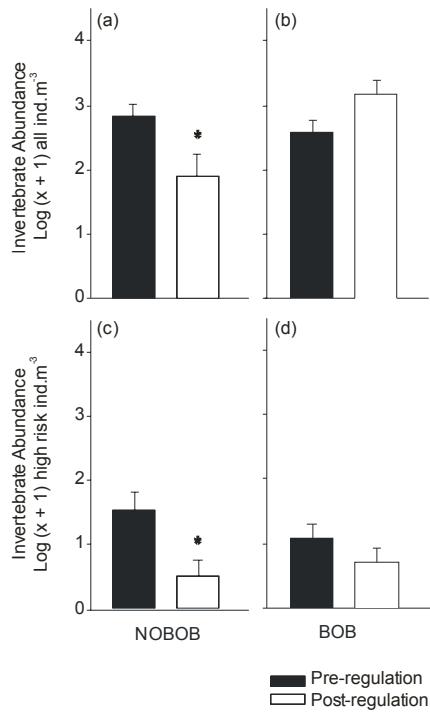 (a)
(b)
Invertebrate Abundance
Log (x + 1) all ind.m-3
4
3
2
1
0
*
(c)
(d)
Invertebrate Abundance
Log (x + 1) high risk ind.m-3
4
3
2
1
0
*
NOBOB
BOB
Pre-regulation
Post-regulation